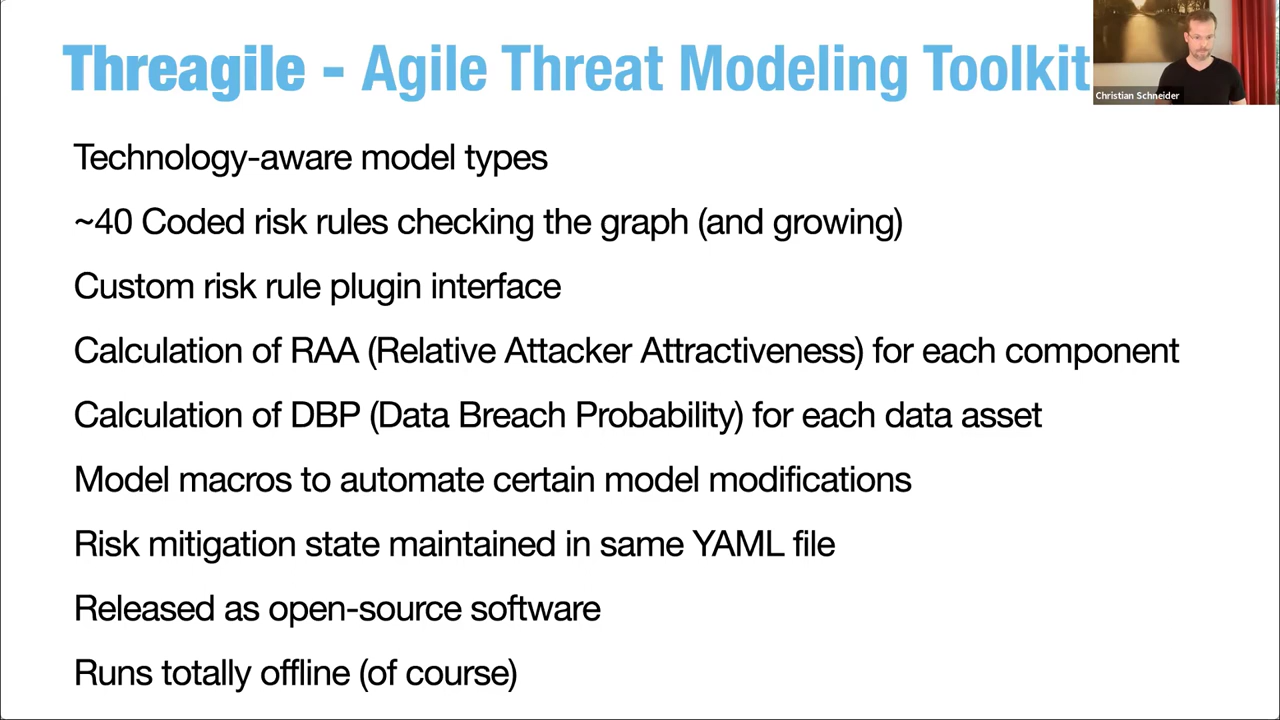 Threagile - Agile Threat Modeling Toolkit
Christian Schneider
Technology-aware model types
~40 Coded risk rules checking the graph (and growing)
Custom risk rule plugin interface
Calculation of RAA (Relative Attacker Attractiveness) for each component
Calculation of DBP (Data Breach Probability) for each data asset
Model macros to automate certain model modifications
Risk mitigation state maintained in same YAML file
Released as open-source software
Runs totally offline (of course)